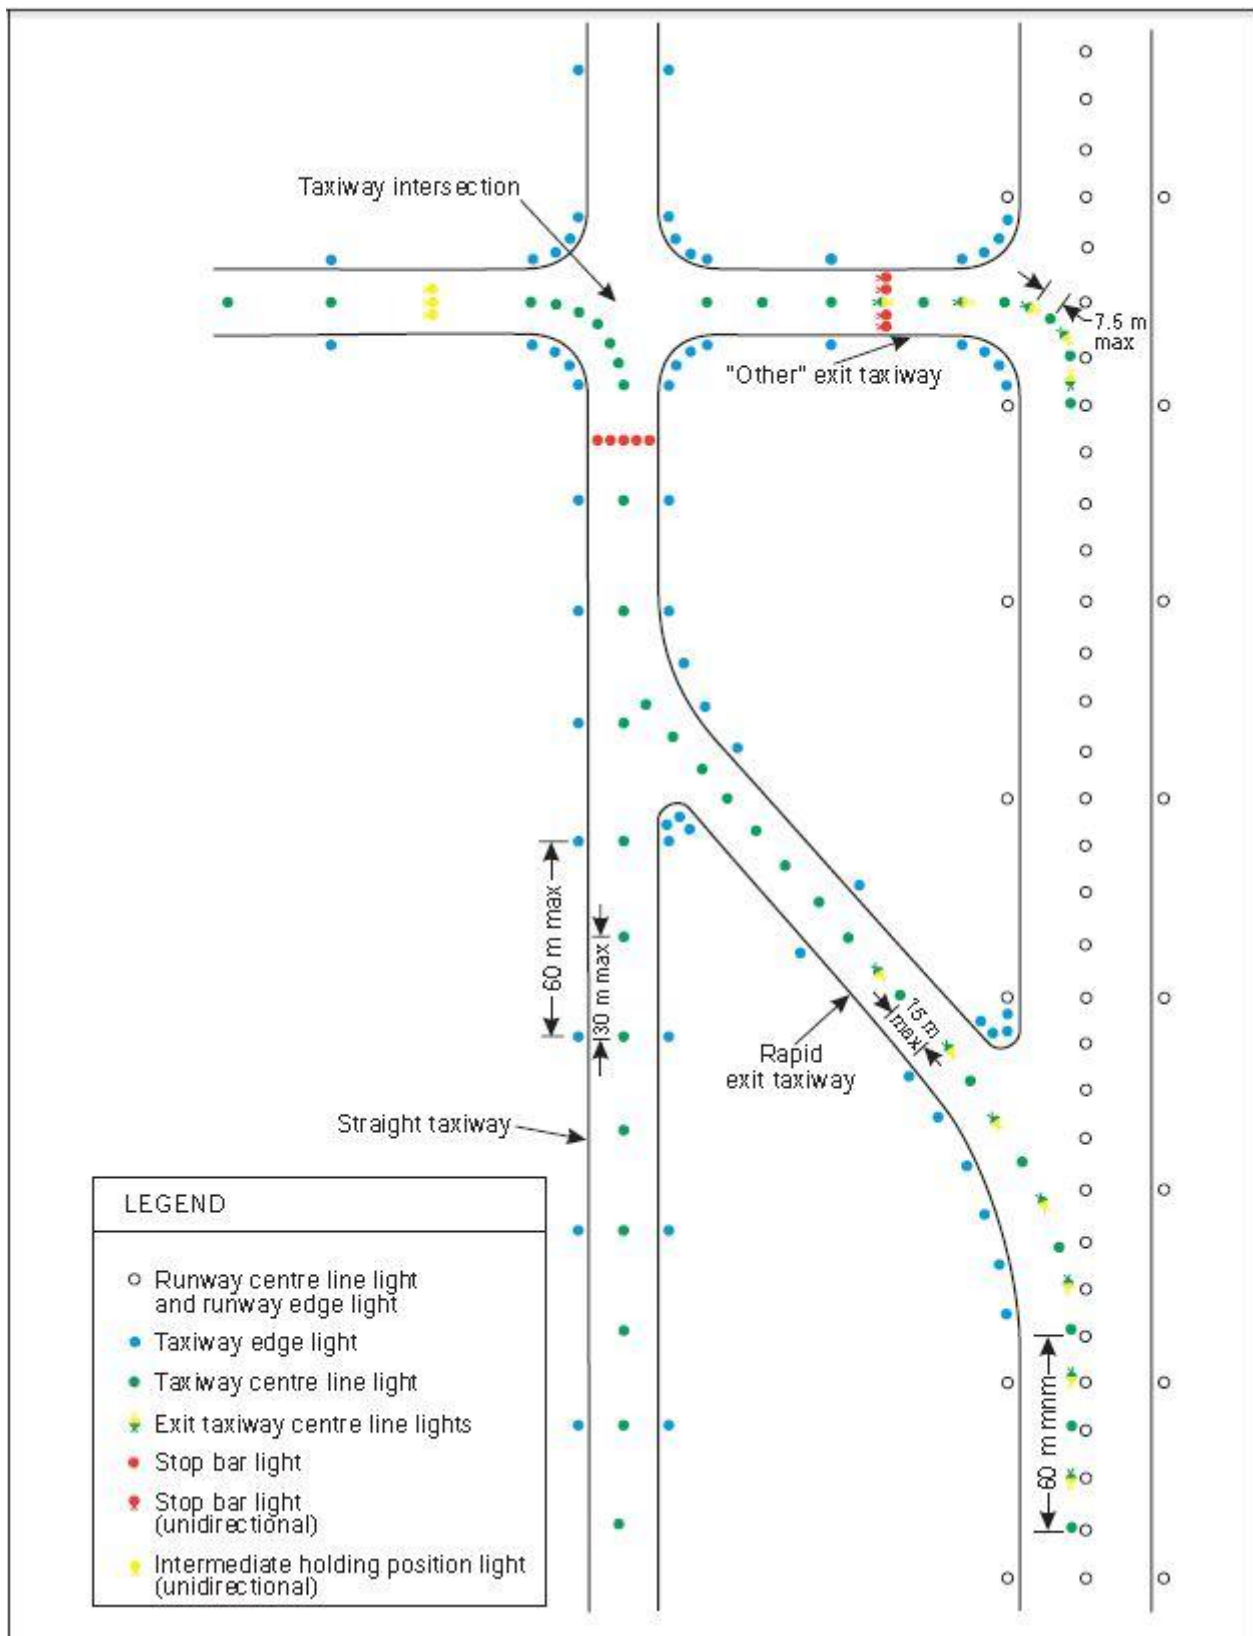 Taxiway intersection
7.5 m
max
"Other" exit taxiway
60 m max
30 m max
15 m
max
Rapid
exit taxiway
Straight taxiway
60 m mnm
LEGEND
Runway centre line light
and runway edge light
Taxiway edge light
Taxiway centre line light
Exit taxiway centre line lights
Stop bar light
Stop bar light
(unidirectional)
Intermediate holding position light
(unidirectional)